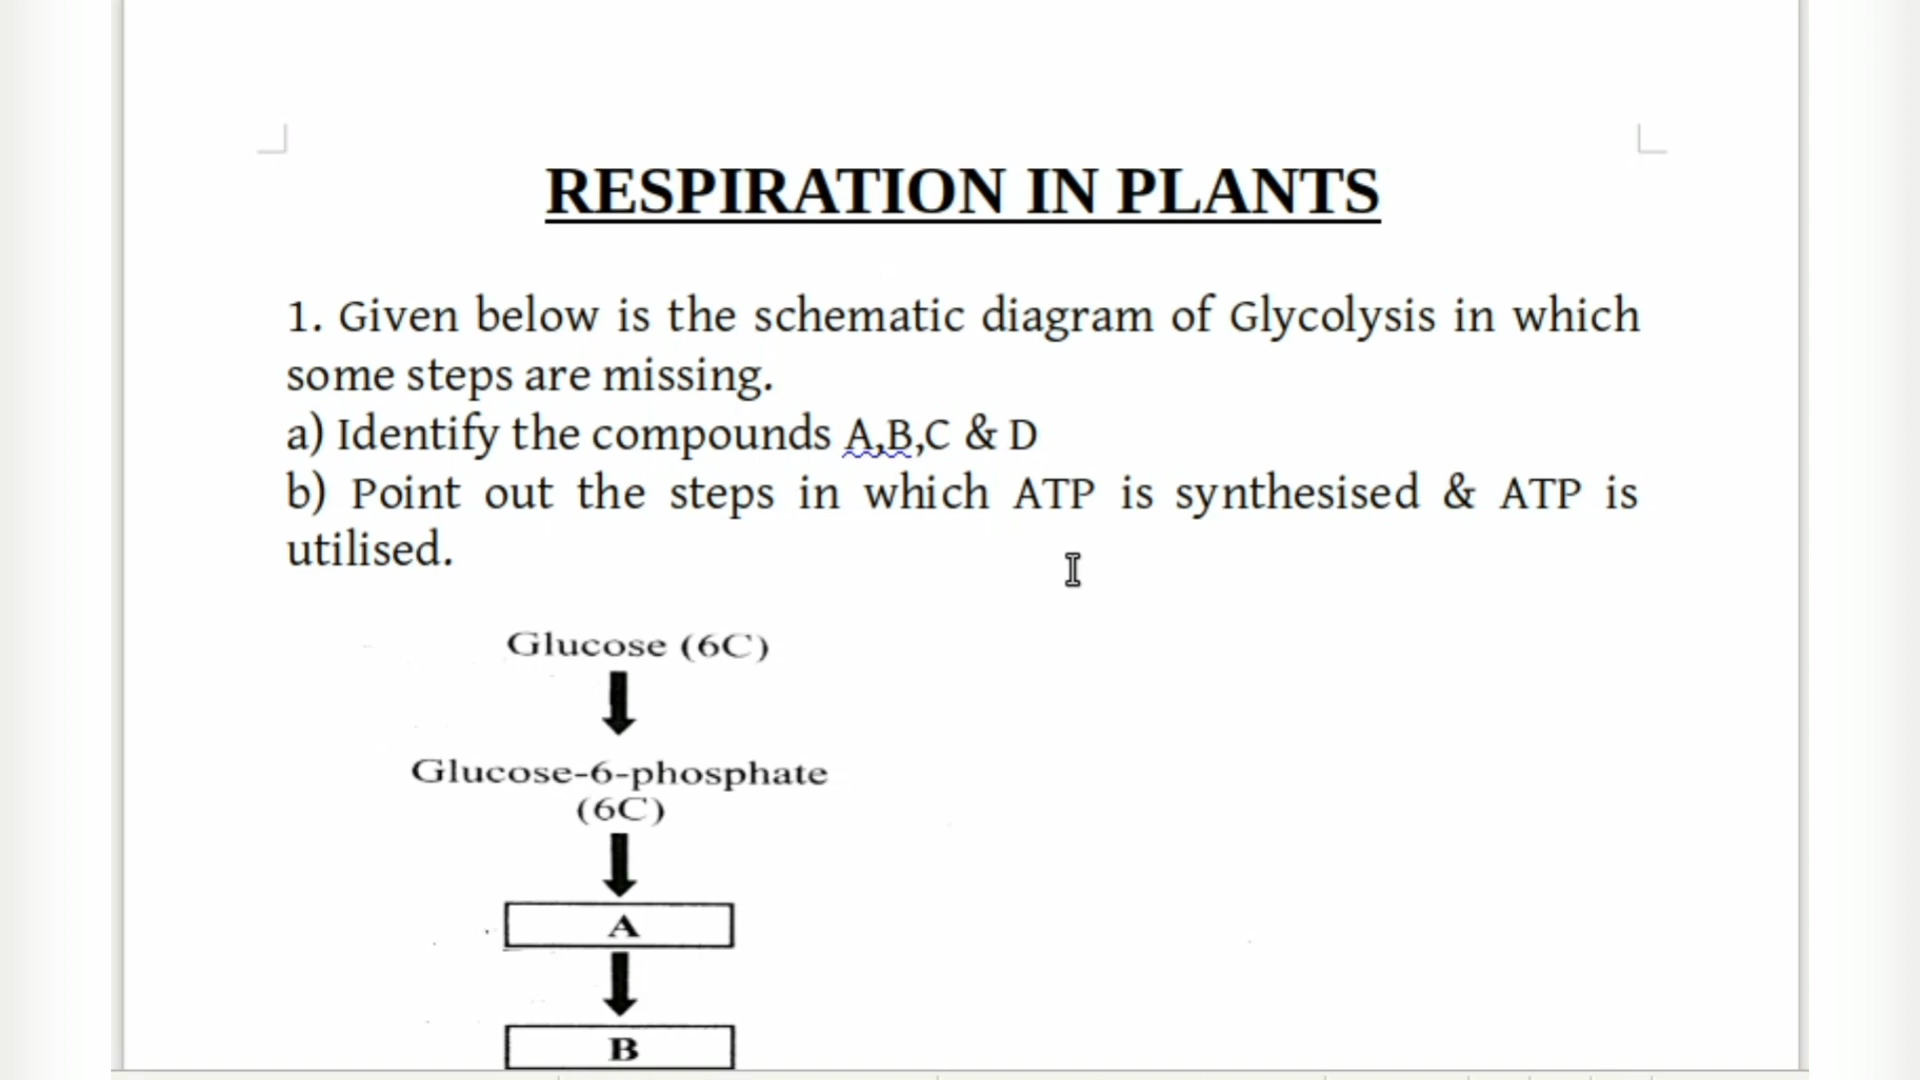 RESPIRATION IN PLANTS
1. Given below is the schematic diagram of Glycolysis in which
some steps are missing.
a) Identify the compounds A,B,C & D
b) Point out the steps in which ATP is synthesised & ATP is
utilised.
Glucose (6C)
Glucose-6-phosphate
(6C)
A
B